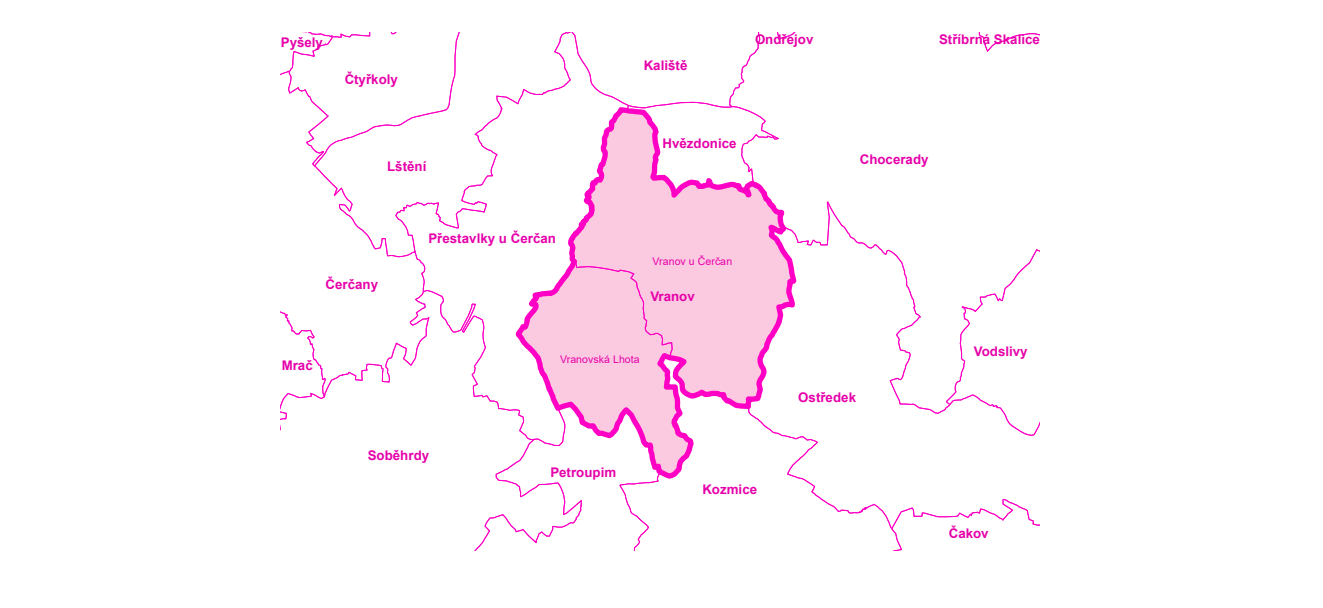 Pyšely
Ondřejov
Stříbrná Skalice
Kaliště
Čtyřkoly
Hvězdonice
Chocerady
Lštění
Přestavlky u Čerčan
Vranov u Čerčan
Čerčany
Vranov
Vodslivy
Vranovská Lhota
Mrač
Ostředek
Soběhrdy
Petroupim
Kozmice
Čakov